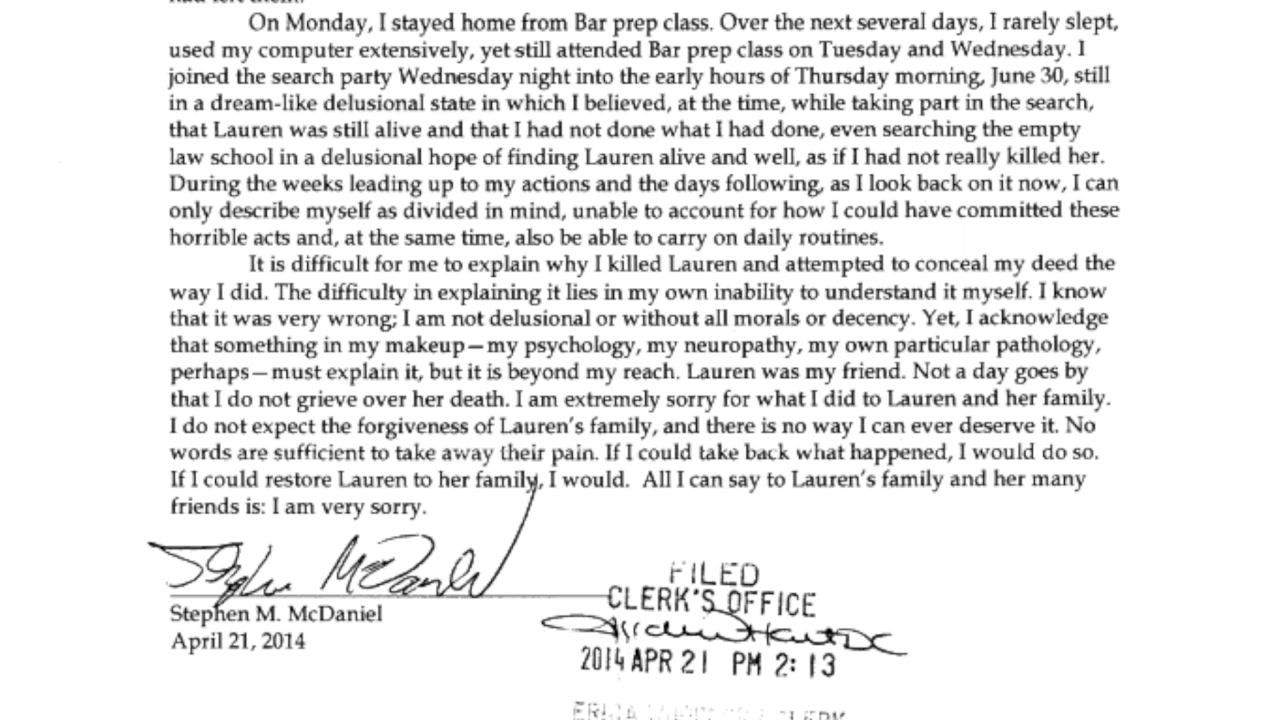 had left them.
On Monday, I stayed home from Bar prep class. Over the next several days, I rarely slept,
used my computer extensively, yet still attended Bar prep class on Tuesday and Wednesday. I
joined the search party Wednesday night into the early hours of Thursday morning, June 30, still
in a dream-like delusional state in which I believed, at the time, while taking part in the search,
that Lauren was still alive and that I had not done what I had done, even searching the empty
law school in a delusional hope of finding Lauren alive and well, as if I had not really killed her.
During the weeks leading up to my actions and the days following, as I look back on it now, I can
only describe myself as divided in mind, unable to account for how I could have committed these
horrible acts and, at the same time, also be able to carry on daily routines.
It is difficult for me to explain why I killed Lauren and attempted to conceal my deed the
way I did. The difficulty in explaining it lies in my own inability to understand it myself. I know
that it was very wrong; I am not delusional or without all morals or decency. Yet, I acknowledge
that something in my makeup—my psychology, my neuropathy, my own particular pathology,
perhaps—must explain it, but it is beyond my reach. Lauren was my friend. Not a day goes by
that I do not grieve over her death. I am extremely sorry for what I did to Lauren and her family.
I do not expect the forgiveness of Lauren's family, and there is no way I can ever deserve it. No
words are sufficient to take away their pain. If I could take back what happened, I would do so.
If I could restore Lauren to her family, I would. All I can say to Lauren's family and her many
friends is: I am very sorry.
Stephen McDaniel
Stephen M. McDaniel
April 21, 2014
FILED
CLERK'S OFFICE
2014 APR 21 PM 2: 13
CLERK